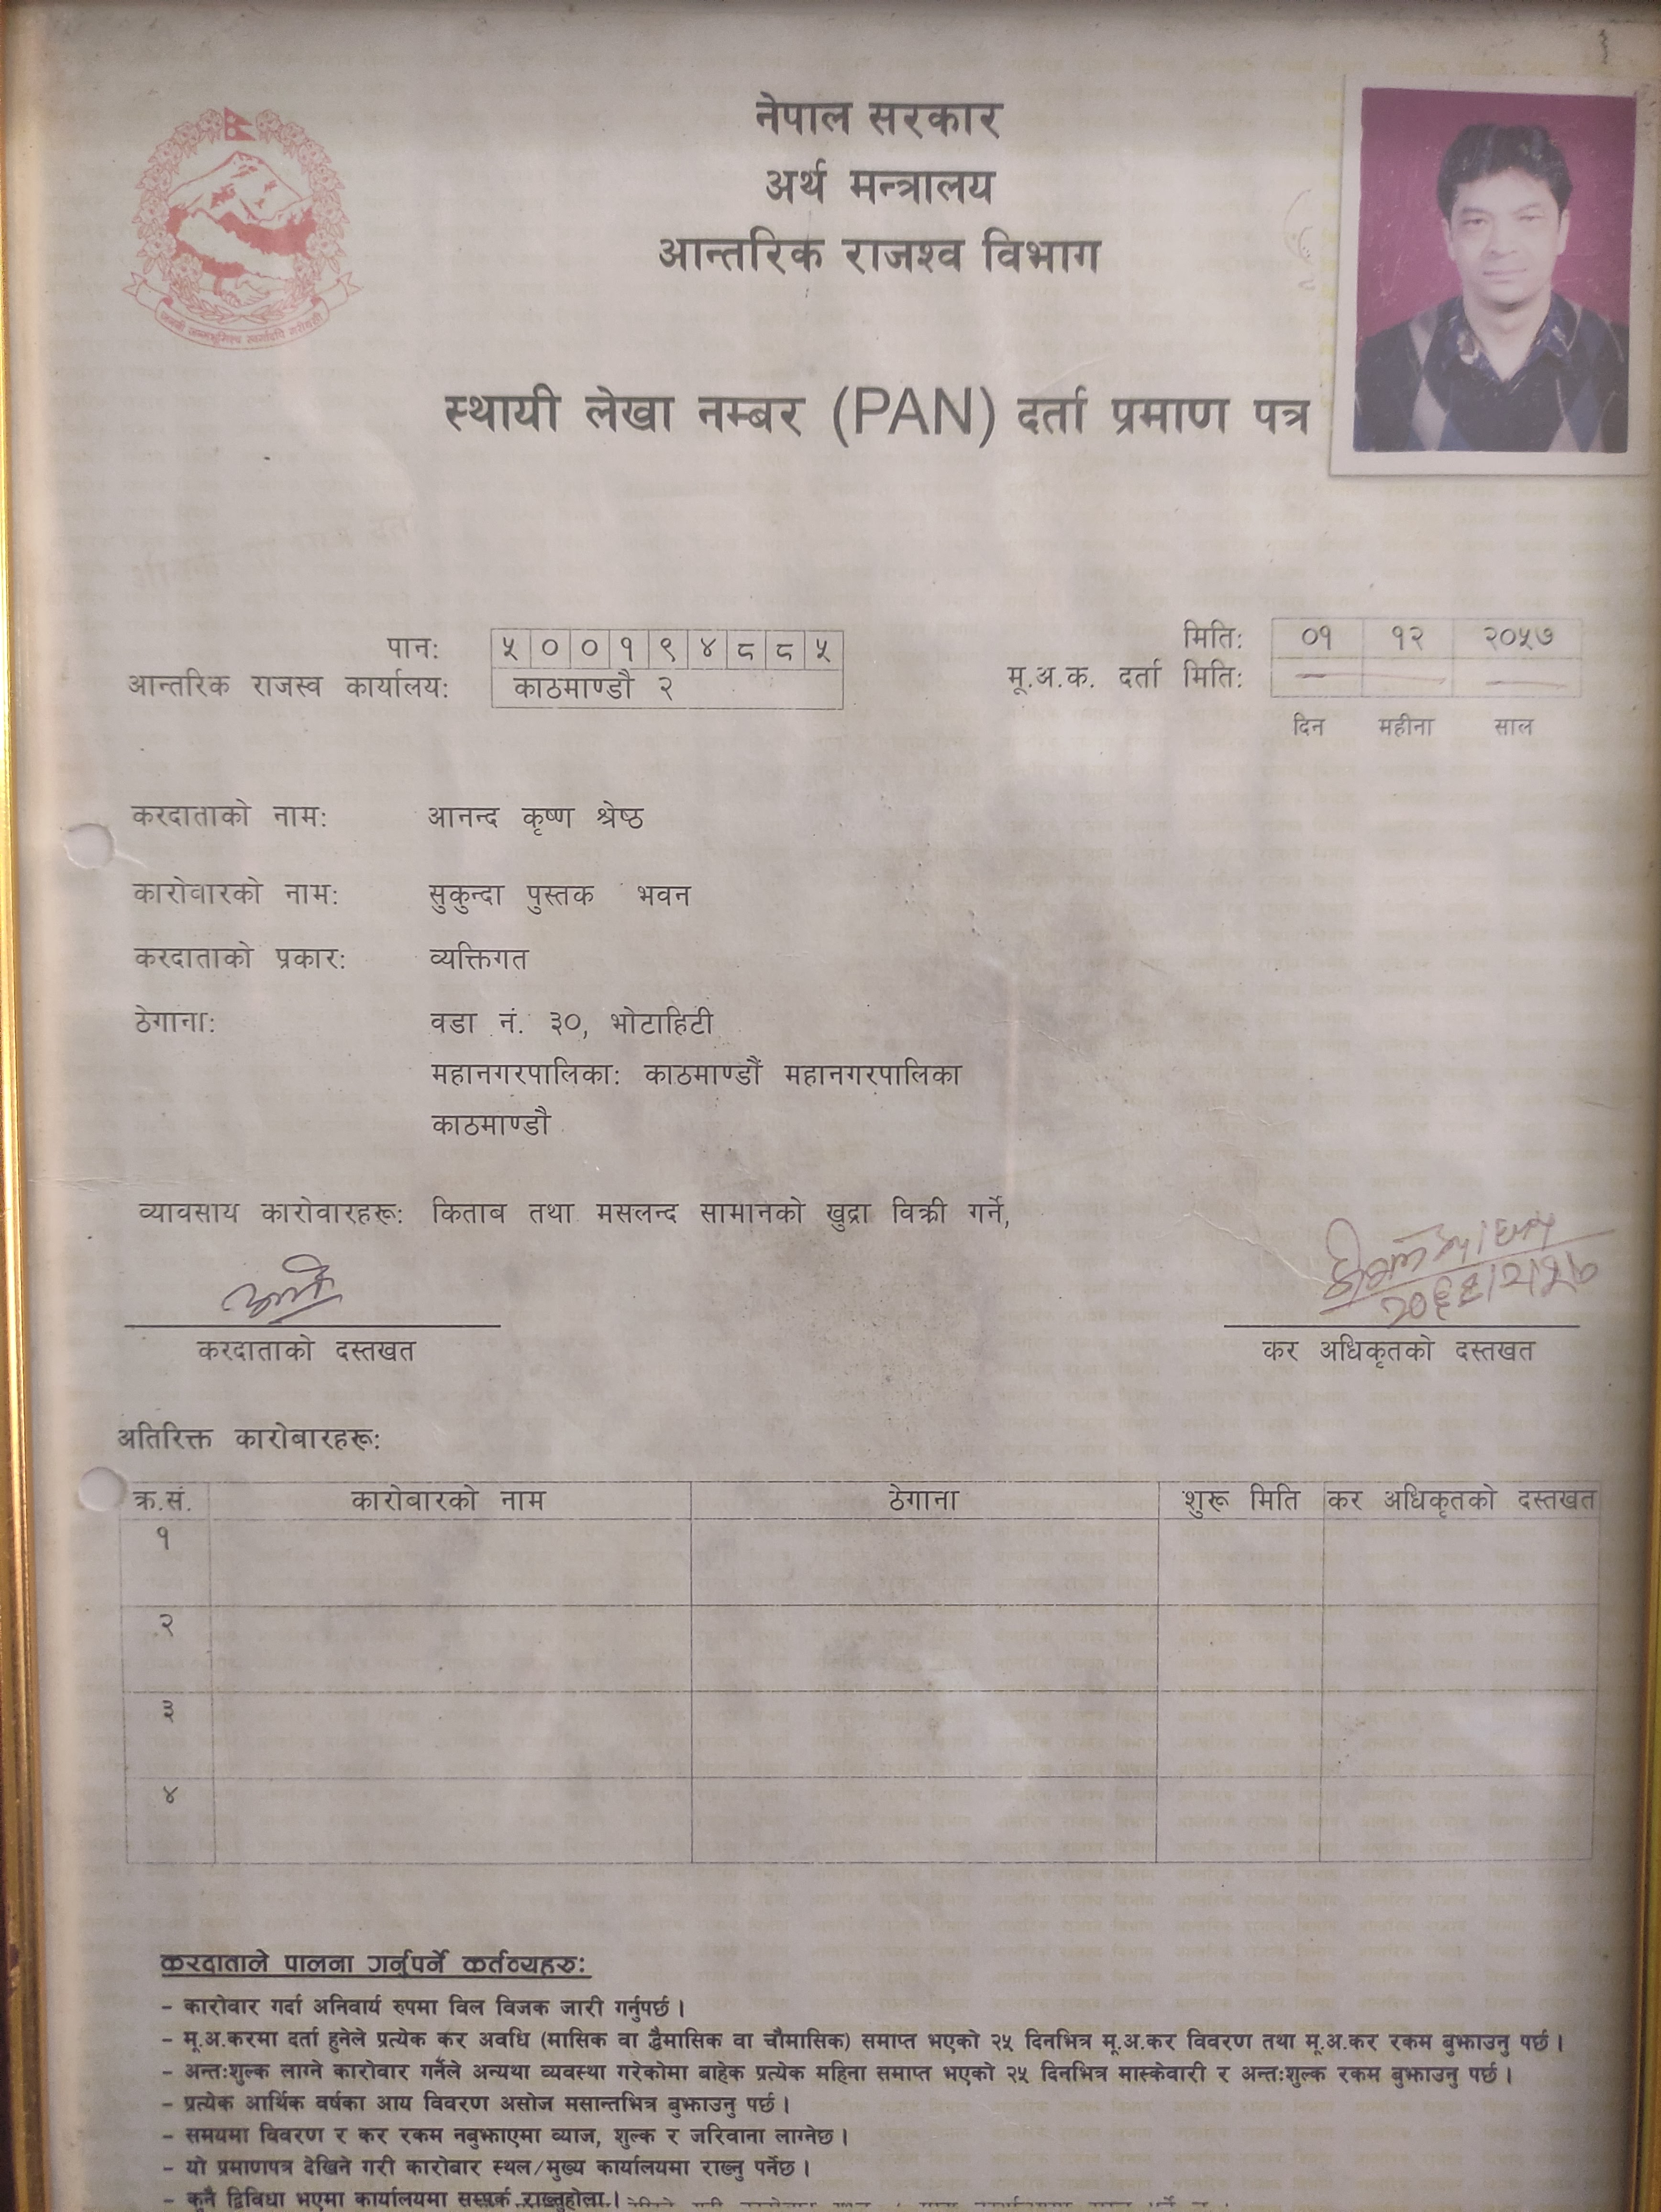 नेपाल सरकार
अर्थ मन्त्रालय
आन्तरिक राजश्व विभाग
जननी जन्मभूमिश्च स्वर्गादपि गरीयसी
स्थायी लेखा नम्बर (PAN) दर्ता प्रमाण पत्र
पान: ५ ० ० १ ९ ४ ८ ८ ५ मिति: ०१ १२ २०५७
आन्तरिक राजस्व कार्यालय: काठमाण्डौ २ मू.अ.क. दर्ता मिति: — — —
दिन महीना साल
करदाताको नाम: आनन्द कृष्ण श्रेष्ठ
कारोवारको नाम: सुकुन्दा पुस्तक भवन
करदाताको प्रकार: व्यक्तिगत
ठेगाना: वडा नं. ३०, भोटाहिटी
महानगरपालिका: काठमाण्डौं महानगरपालिका
काठमाण्डौ
व्यावसाय कारोवारहरू: किताब तथा मसलन्द सामानको खुद्रा विक्री गर्ने,
करदाताको दस्तखत कर अधिकृतको दस्तखत
अतिरिक्त कारोबारहरू:
क्र.सं. कारोबारको नाम ठेगाना शुरू मिति कर अधिकृतको दस्तखत
१
२
३
४
करदाताले पालना गर्नुपर्ने कर्तव्यहरु:
- कारोवार गर्दा अनिवार्य रुपमा विल विजक जारी गर्नुपर्छ।
- मू.अ.करमा दर्ता हुनेले प्रत्येक कर अवधि (मासिक वा द्वैमासिक वा चौमासिक) समाप्त भएको २५ दिनभित्र मू.अ.कर विवरण तथा मू.अ.कर रकम बुझाउनु पर्छ।
- अन्तःशुल्क लाग्ने कारोवार गर्नेले अन्यथा व्यवस्था गरेकोमा बाहेक प्रत्येक महिना समाप्त भएको २५ दिनभित्र मास्केवारी र अन्तःशुल्क रकम बुझाउनु पर्छ।
- प्रत्येक आर्थिक वर्षका आय विवरण असोज मसान्तभित्र बुझाउनु पर्छ।
- समयमा विवरण र कर रकम नबुझाएमा व्याज, शुल्क र जरिवाना लाग्नेछ।
- यो प्रमाणपत्र देखिने गरी कारोबार स्थल/मुख्य कार्यालयमा राख्नु पर्नेछ।
- कुनै द्विविधा भएमा कार्यालयमा सम्पर्क राख्नुहोला।